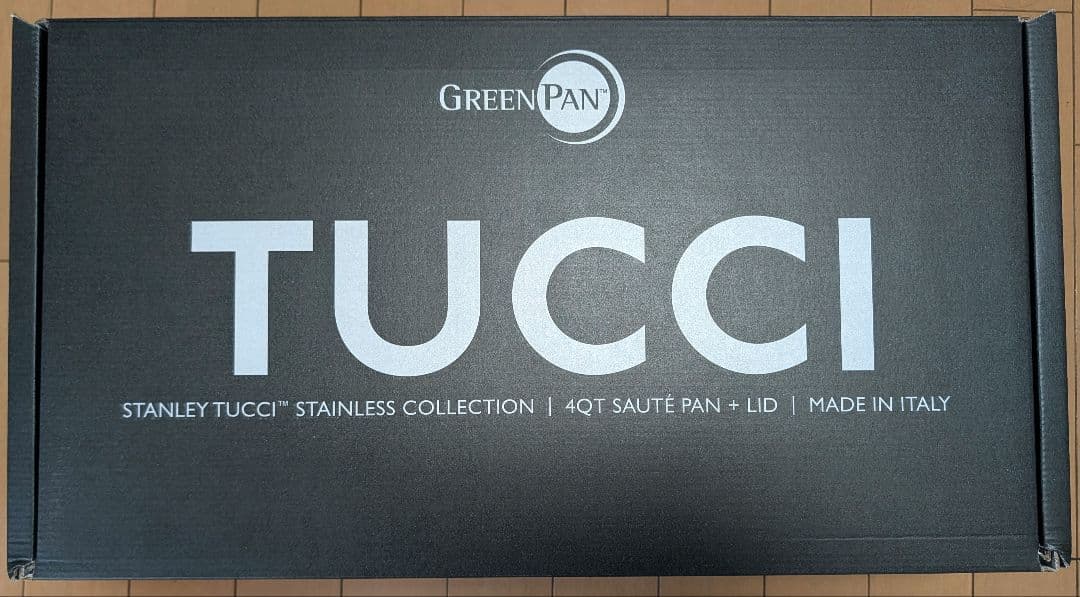 GREENPAN™
TUCCI
STANLEY TUCCI™ STAINLESS COLLECTION | 4QT SAUTÉ PAN + LID | MADE IN ITALY